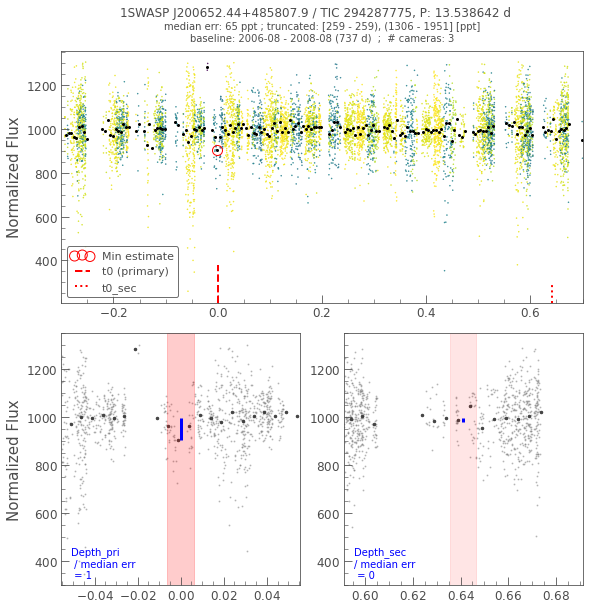 1SWASP J200652.44+485807.9 / TIC 294287775, P: 13.538642 d
median err: 65 ppt ; truncated: [259 - 259), (1306 - 1951] [ppt]
baseline: 2006-08 - 2008-08 (737 d)  ;  # cameras: 3
Normalized Flux
1200
1000
800
600
400
Min estimate
t0 (primary)
t0_sec
−0.2 0.0 0.2 0.4 0.6
Normalized Flux
1200
1000
800
600
400
Depth_pri
/ median err
= 1
−0.04 −0.02 0.00 0.02 0.04
1200
1000
800
600
400
Depth_sec
/ median err
= 0
0.60 0.62 0.64 0.66 0.68